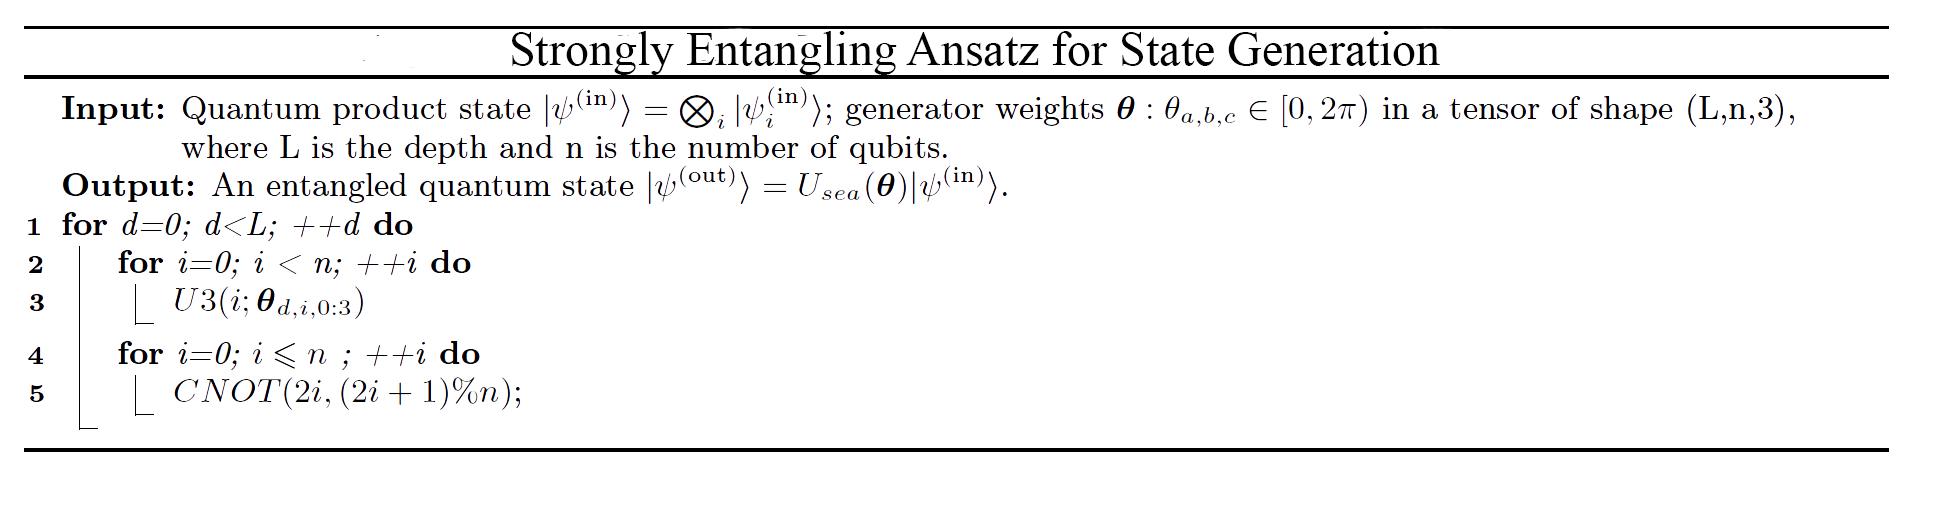 Strongly Entangling Ansatz for State Generation
Input: Quantum product state |ψ^(in)⟩ = ⨂_i |ψ_i^(in)⟩; generator weights θ : θ_{a,b,c} ∈ [0, 2π) in a tensor of shape (L,n,3),
where L is the depth and n is the number of qubits.
Output: An entangled quantum state |ψ^(out)⟩ = U_{sea}(θ)|ψ^(in)⟩.
1 for d=0; d<L; ++d do
2 for i=0; i < n; ++i do
3 U3(i; θ_{d,i,0:3})
4 for i=0; i ⩽ n ; ++i do
5 CNOT(2i, (2i + 1)%n);